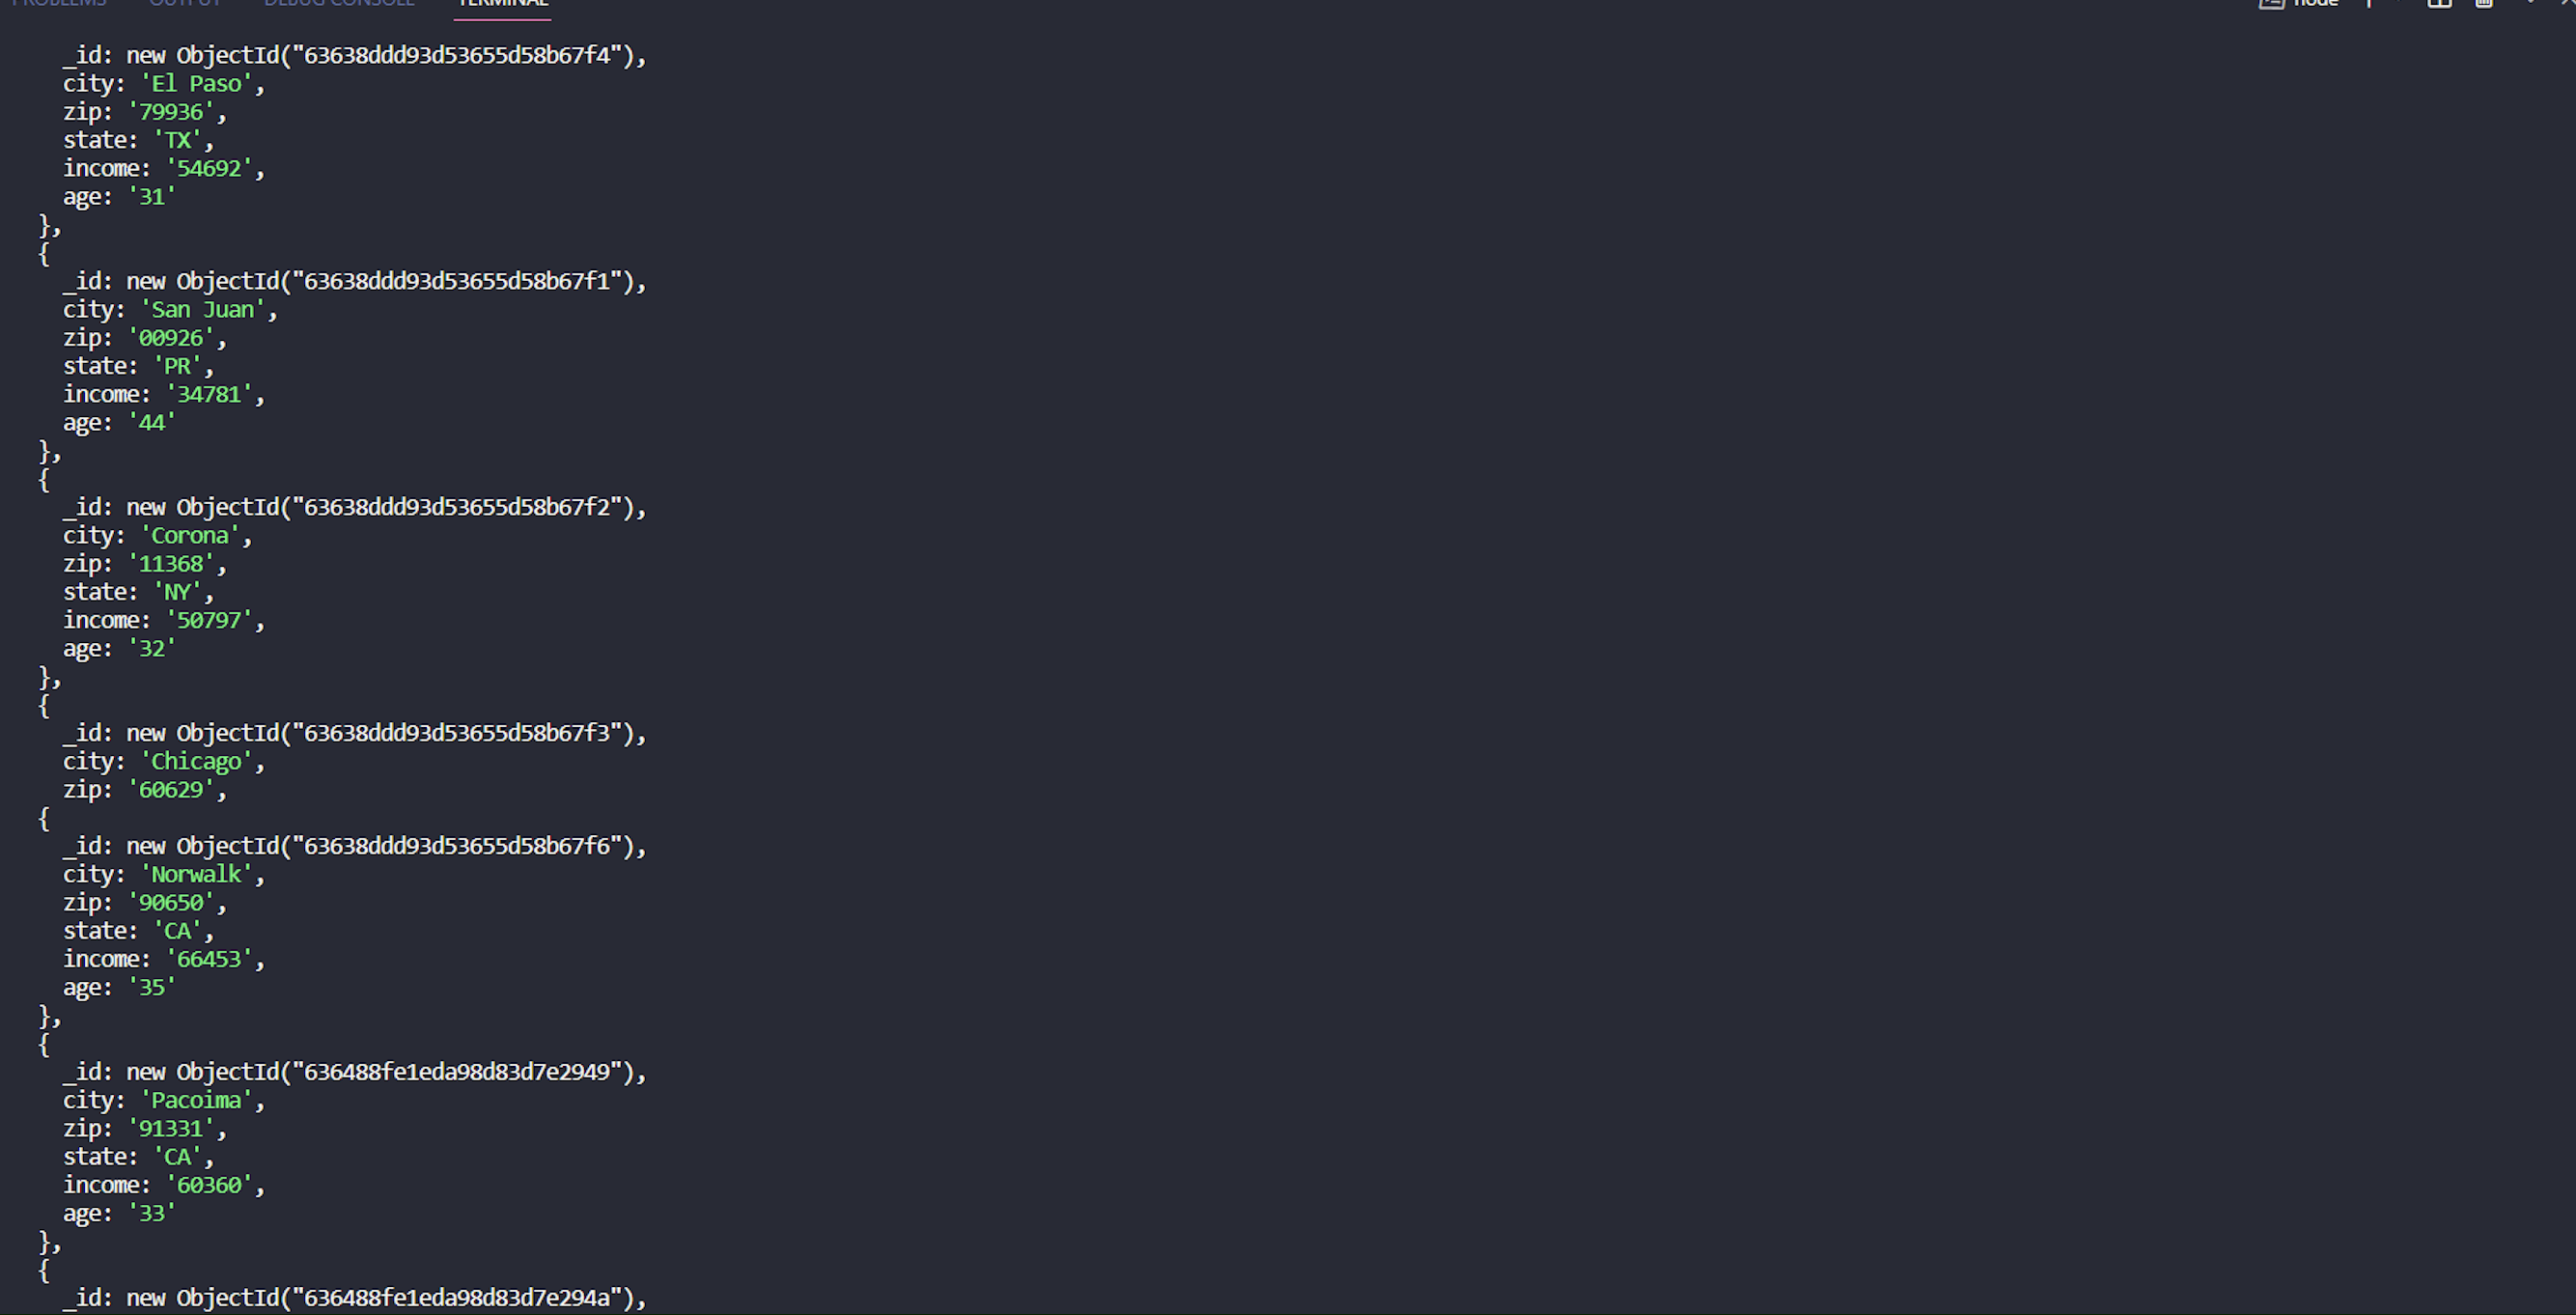 PROBLEMS OUTPUT DEBUG CONSOLE TERMINAL node
_id: new ObjectId("63638ddd93d53655d58b67f4"),
city: 'El Paso',
zip: '79936',
state: 'TX',
income: '54692',
age: '31'
},
{
_id: new ObjectId("63638ddd93d53655d58b67f1"),
city: 'San Juan',
zip: '00926',
state: 'PR',
income: '34781',
age: '44'
},
{
_id: new ObjectId("63638ddd93d53655d58b67f2"),
city: 'Corona',
zip: '11368',
state: 'NY',
income: '50797',
age: '32'
},
{
_id: new ObjectId("63638ddd93d53655d58b67f3"),
city: 'Chicago',
zip: '60629',
{
_id: new ObjectId("63638ddd93d53655d58b67f6"),
city: 'Norwalk',
zip: '90650',
state: 'CA',
income: '66453',
age: '35'
},
{
_id: new ObjectId("636488fe1eda98d83d7e2949"),
city: 'Pacoima',
zip: '91331',
state: 'CA',
income: '60360',
age: '33'
},
{
_id: new ObjectId("636488fe1eda98d83d7e294a"),